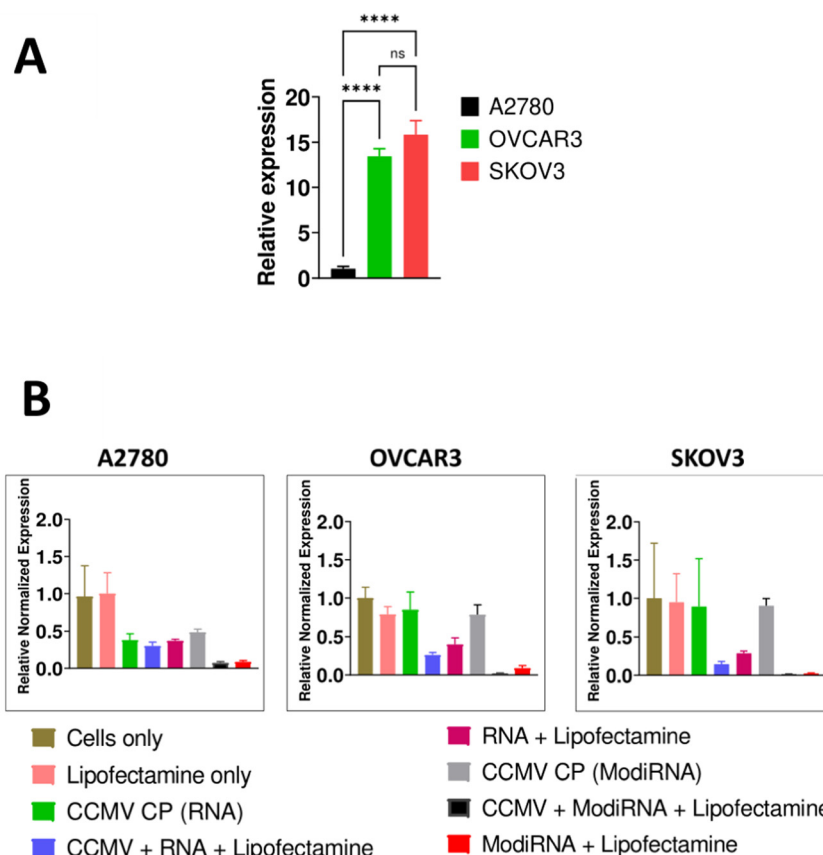 A
****
ns
****
Relative expression
20
15
10
5
0
A2780
OVCAR3
SKOV3
B
A2780
OVCAR3
SKOV3
Relative Normalized Expression
2.0
1.5
1.0
0.5
0.0
Relative Normalized Expression
2.0
1.5
1.0
0.5
0.0
Relative Normalized Expression
2.0
1.5
1.0
0.5
0.0
Cells only
Lipofectamine only
CCMV CP (RNA)
CCMV + RNA + Lipofectamine
RNA + Lipofectamine
CCMV CP (ModiRNA)
CCMV + ModiRNA + Lipofectamine
ModiRNA + Lipofectamine